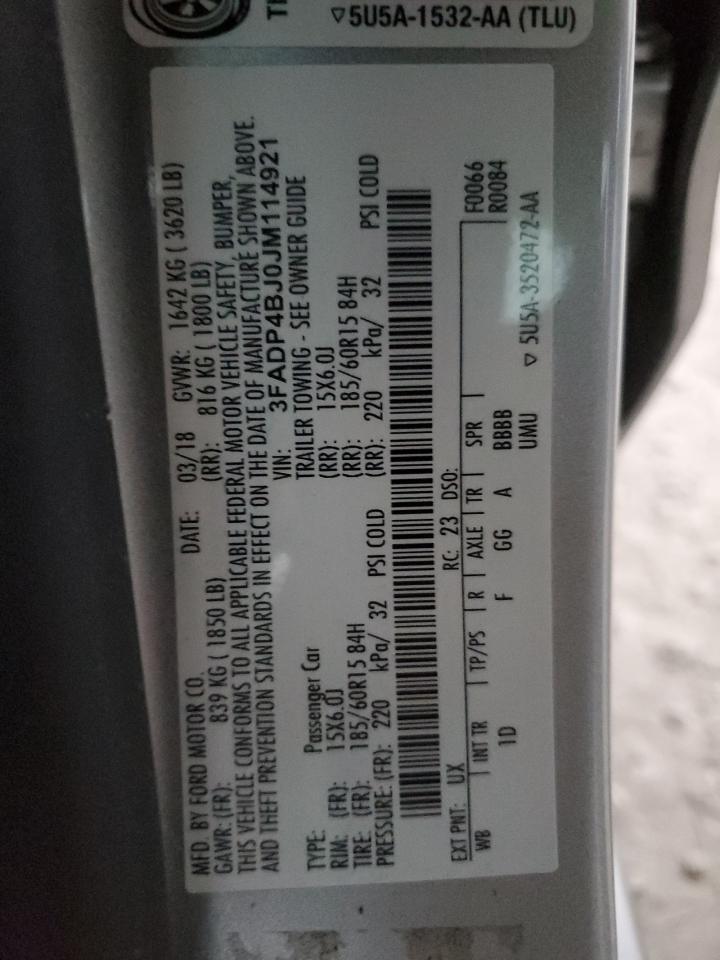 ▽5U5A-1532-AA (TLU)
MFD. BY FORD MOTOR CO.
DATE: 03/18 GVWR: 1642 KG ( 3620 LB)
GAWR: (FR): 839 KG ( 1850 LB) (RR): 816 KG ( 1800 LB)
THIS VEHICLE CONFORMS TO ALL APPLICABLE FEDERAL MOTOR VEHICLE SAFETY, BUMPER,
AND THEFT PREVENTION STANDARDS IN EFFECT ON THE DATE OF MANUFACTURE SHOWN ABOVE.
VIN: 3FADP4BJ0JM114921
TYPE: Passenger Car TRAILER TOWING - SEE OWNER GUIDE
RIM: (FR): 15X6.0J (RR): 15X6.0J
TIRE: (FR): 185/60R15 84H (RR): 185/60R15 84H
PRESSURE: (FR): 220 kPa/ 32 PSI COLD (RR): 220 kPa/ 32 PSI COLD
EXT PNT: UX RC: 23 DSO: F0066
WB INT TR TP/PS R AXLE TR SPR R0084
1D F GG A BBBB
UMU
▽ 5U5A-3520472-AA